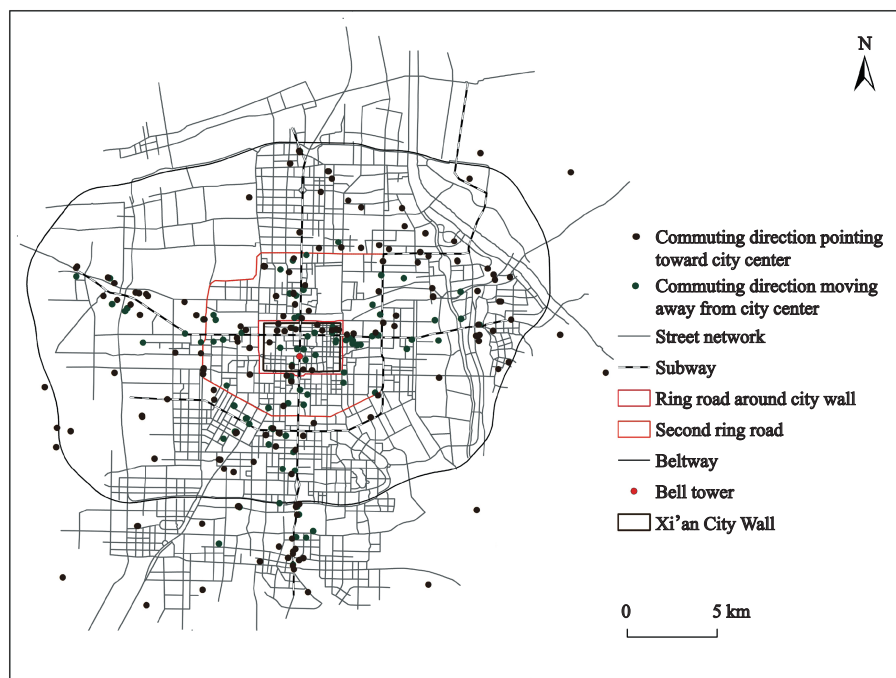 N
Commuting direction pointing
toward city center
Commuting direction moving
away from city center
Street network
Subway
Ring road around city wall
Second ring road
Beltway
Bell tower
Xi’an City Wall
0 5 km